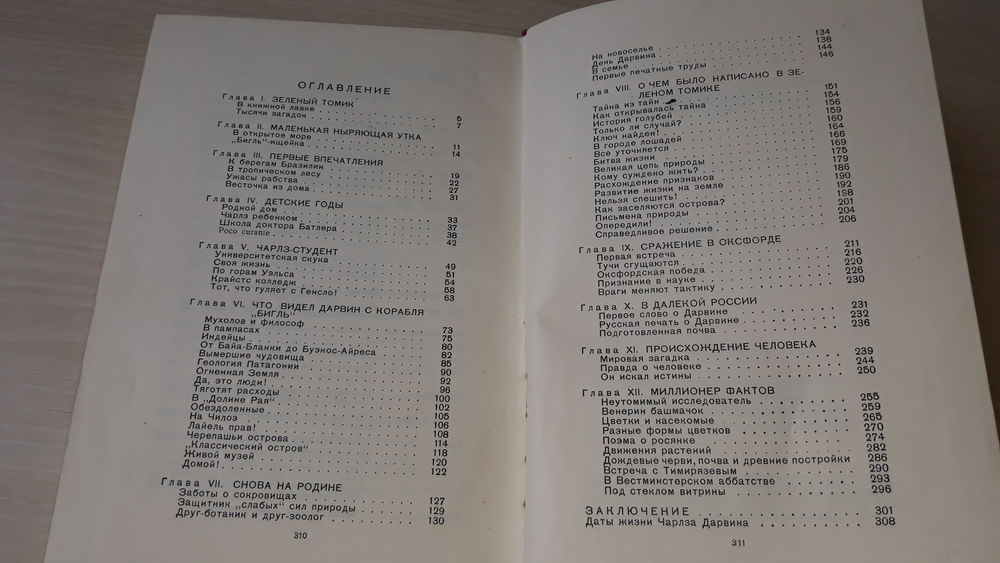 ОГЛАВЛЕНИЕ
Глава I. ЗЕЛЕНЫЙ ТОМИК
В книжной лавке 5
Тысячи загадок 7
Глава II. МАЛЕНЬКАЯ НЫРЯЮЩАЯ УТКА
В открытое море 11
„Бигль"-ищейка 14
Глава III. ПЕРВЫЕ ВПЕЧАТЛЕНИЯ
К берегам Бразилии 19
В тропическом лесу 22
Ужасы рабства 27
Весточка из дома 31
Глава IV. ДЕТСКИЕ ГОДЫ
Родной дом 33
Чарлз ребенком 37
Школа доктора Батлера 38
Poco curante 42
Глава V. ЧАРЛЗ-СТУДЕНТ
Университетская скука 49
Своя жизнь 51
По горам Уэльса 54
Крайстс колледж 58
Тот, что гуляет с Генсло! 63
Глава VI. ЧТО ВИДЕЛ ДАРВИН С КОРАБЛЯ
„БИГЛЬ"
Мухолов и философ 73
В пампасах 75
Индейцы 80
От Байа-Бланки до Буэнос-Айреса 82
Вымершие чудовища 85
Геология Патагонии 90
Огненная Земля 92
Да, это люди! 96
Тяготят расходы 100
В „Долине Рая" 102
Обездоленные 105
На Чилоэ 106
Лайель прав! 108
Черепашьи острова 114
„Классический остров" 118
Живой музей 120
Домой! 122
Глава VII. СНОВА НА РОДИНЕ
Заботы о сокровищах 127
Защитник „слабых" сил природы 129
Друг-ботаник и друг-зоолог 130
310
На новоселье 134
День Дарвина 138
В семье 144
Первые печатные труды 146
Глава VIII. О ЧЕМ БЫЛО НАПИСАНО В ЗЕ-
ЛЕНОМ ТОМИКЕ
Тайна из тайн 151
Как открывалась тайка 154
История голубей 156
Только ли случай? 159
Ключ найден! 160
В городе лошадей 164
Все уточняется 166
Битва жизни 169
Великая цепь природы 175
Кому суждено жить? 179
Расхождение признаков 186
Развитие жизни на земле 190
Нельзя спешить! 192
Как заселяются острова? 198
Письмена природы 201
Опередили! 204
Справедливое решение 206
Глава IX. СРАЖЕНИЕ В ОКСФОРДЕ
Первая встреча 211
Тучи сгущаются 216
Оксфордская победа 220
Признание в науке 226
Враги меняют тактику 230
Глава X. В ДАЛЕКОЙ РОССИИ
Первое слово о Дарвине 231
Русская печать о Дарвине 232
Подготовленная почва 236
Глава XI. ПРОИСХОЖДЕНИЕ ЧЕЛОВЕКА
Мировая загадка 239
Правда о человеке 244
Он искал истины 250
Глава XII. МИЛЛИОНЕР ФАКТОВ
Неутомимый исследователь 255
Венерин башмачок 259
Цветки и насекомые 265
Разные формы цветков 270
Поэма о росянке 274
Движения растений 282
Дождевые черви, почва и древние постройки 286
Встреча с Тимирязевым 290
В Вестминстерском аббатстве 293
Под стеклом витрины 296
ЗАКЛЮЧЕНИЕ 301
Даты жизни Чарлза Дарвина 308
311